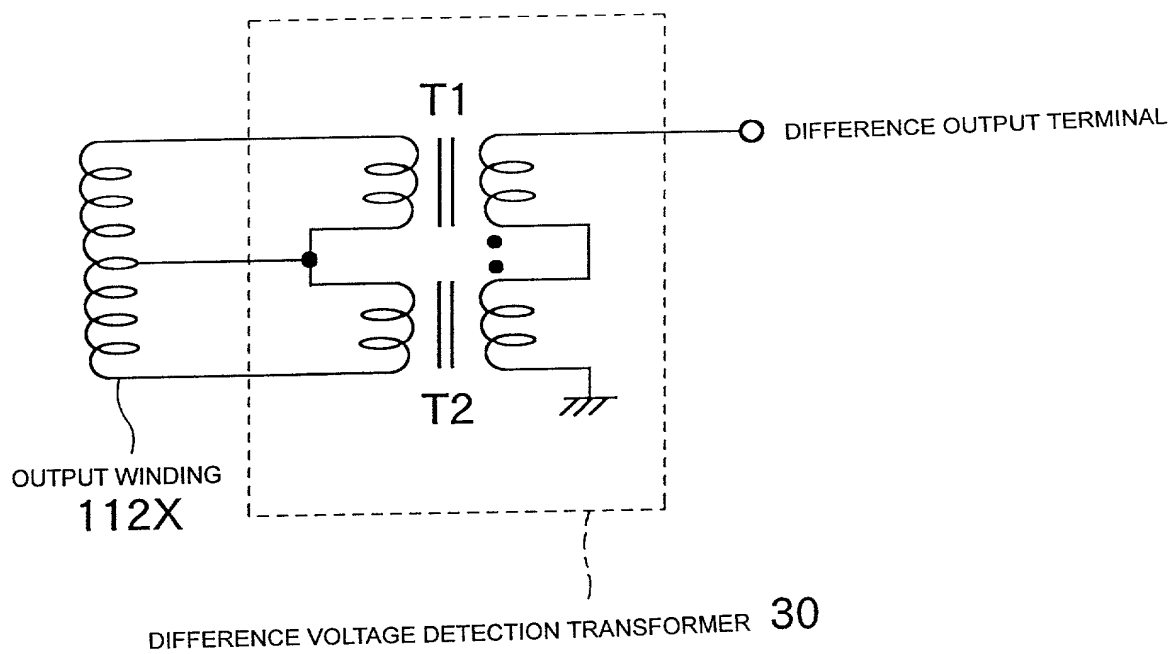 T1
DIFFERENCE OUTPUT TERMINAL
T2
OUTPUT WINDING
112X
DIFFERENCE VOLTAGE DETECTION TRANSFORMER 30